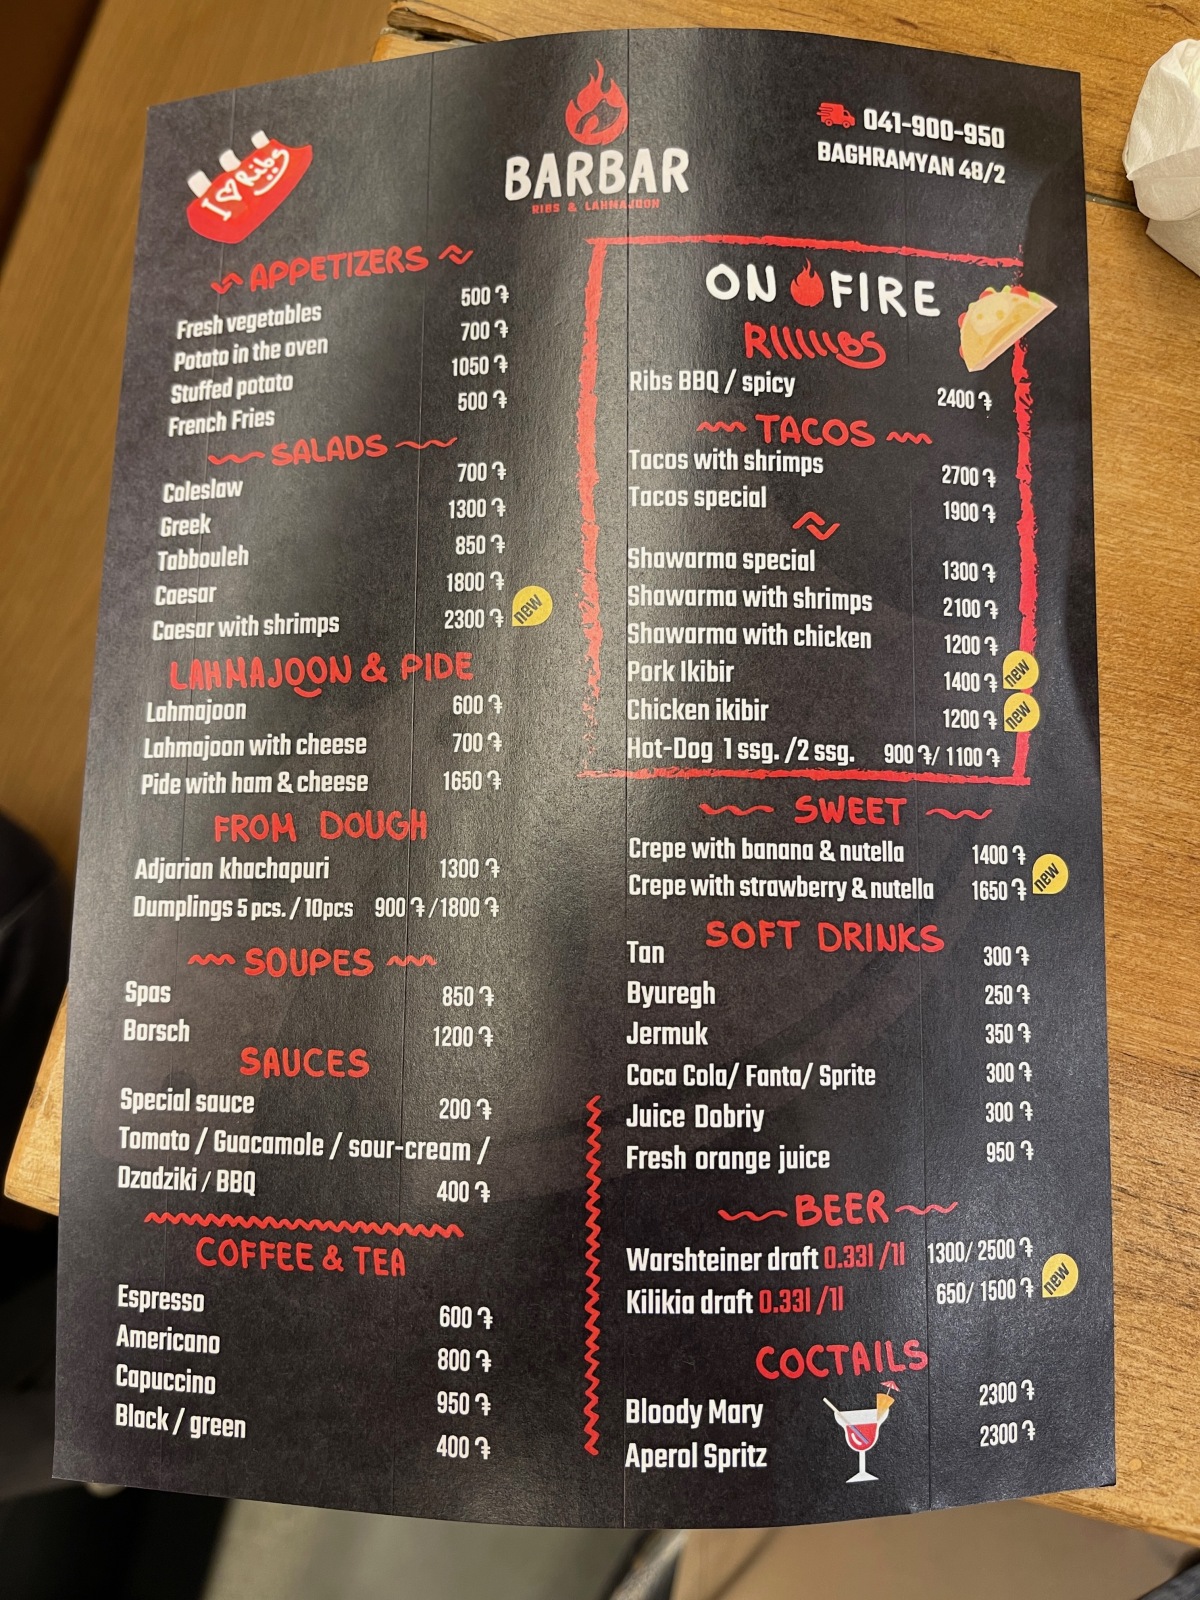 I ♡ Ribs
BARBAR
RIBS & LAHMAJOON
041-900-950
BAGHRAMYAN 48/2
APPETIZERS
Fresh vegetables 500 ֏
Potato in the oven 700 ֏
Stuffed potato 1050 ֏
French Fries 500 ֏
SALADS
Coleslaw 700 ֏
Greek 1300 ֏
Tabbouleh 850 ֏
Caesar 1800 ֏
Caesar with shrimps 2300 ֏ new
LAHMAJOON & PIDE
Lahmajoon 600 ֏
Lahmajoon with cheese 700 ֏
Pide with ham & cheese 1650 ֏
FROM DOUGH
Adjarian khachapuri 1300 ֏
Dumplings 5 pcs. / 10pcs 900 ֏ / 1800 ֏
SOUPES
Spas 850 ֏
Borsch 1200 ֏
SAUCES
Special sauce 200 ֏
Tomato / Guacamole / sour-cream /
Dzadziki / BBQ 400 ֏
COFFEE & TEA
Espresso 600 ֏
Americano 800 ֏
Capuccino 950 ֏
Black / green 400 ֏
ON FIRE
RIIIIIBS
Ribs BBQ / spicy 2400 ֏
TACOS
Tacos with shrimps 2700 ֏
Tacos special 1900 ֏
Shawarma special 1300 ֏
Shawarma with shrimps 2100 ֏
Shawarma with chicken 1200 ֏
Pork Ikibir 1400 ֏ new
Chicken ikibir 1200 ֏ new
Hot-Dog 1 ssg. /2 ssg. 900 ֏/ 1100 ֏
SWEET
Crepe with banana & nutella 1400 ֏
Crepe with strawberry & nutella 1650 ֏ new
SOFT DRINKS
Tan 300 ֏
Byuregh 250 ֏
Jermuk 350 ֏
Coca Cola/ Fanta/ Sprite 300 ֏
Juice Dobriy 300 ֏
Fresh orange juice 950 ֏
BEER
Warshteiner draft 0.33l /1l 1300/ 2500 ֏
Kilikia draft 0.33l /1l 650/ 1500 ֏ new
COCTAILS
Bloody Mary 2300 ֏
Aperol Spritz 2300 ֏